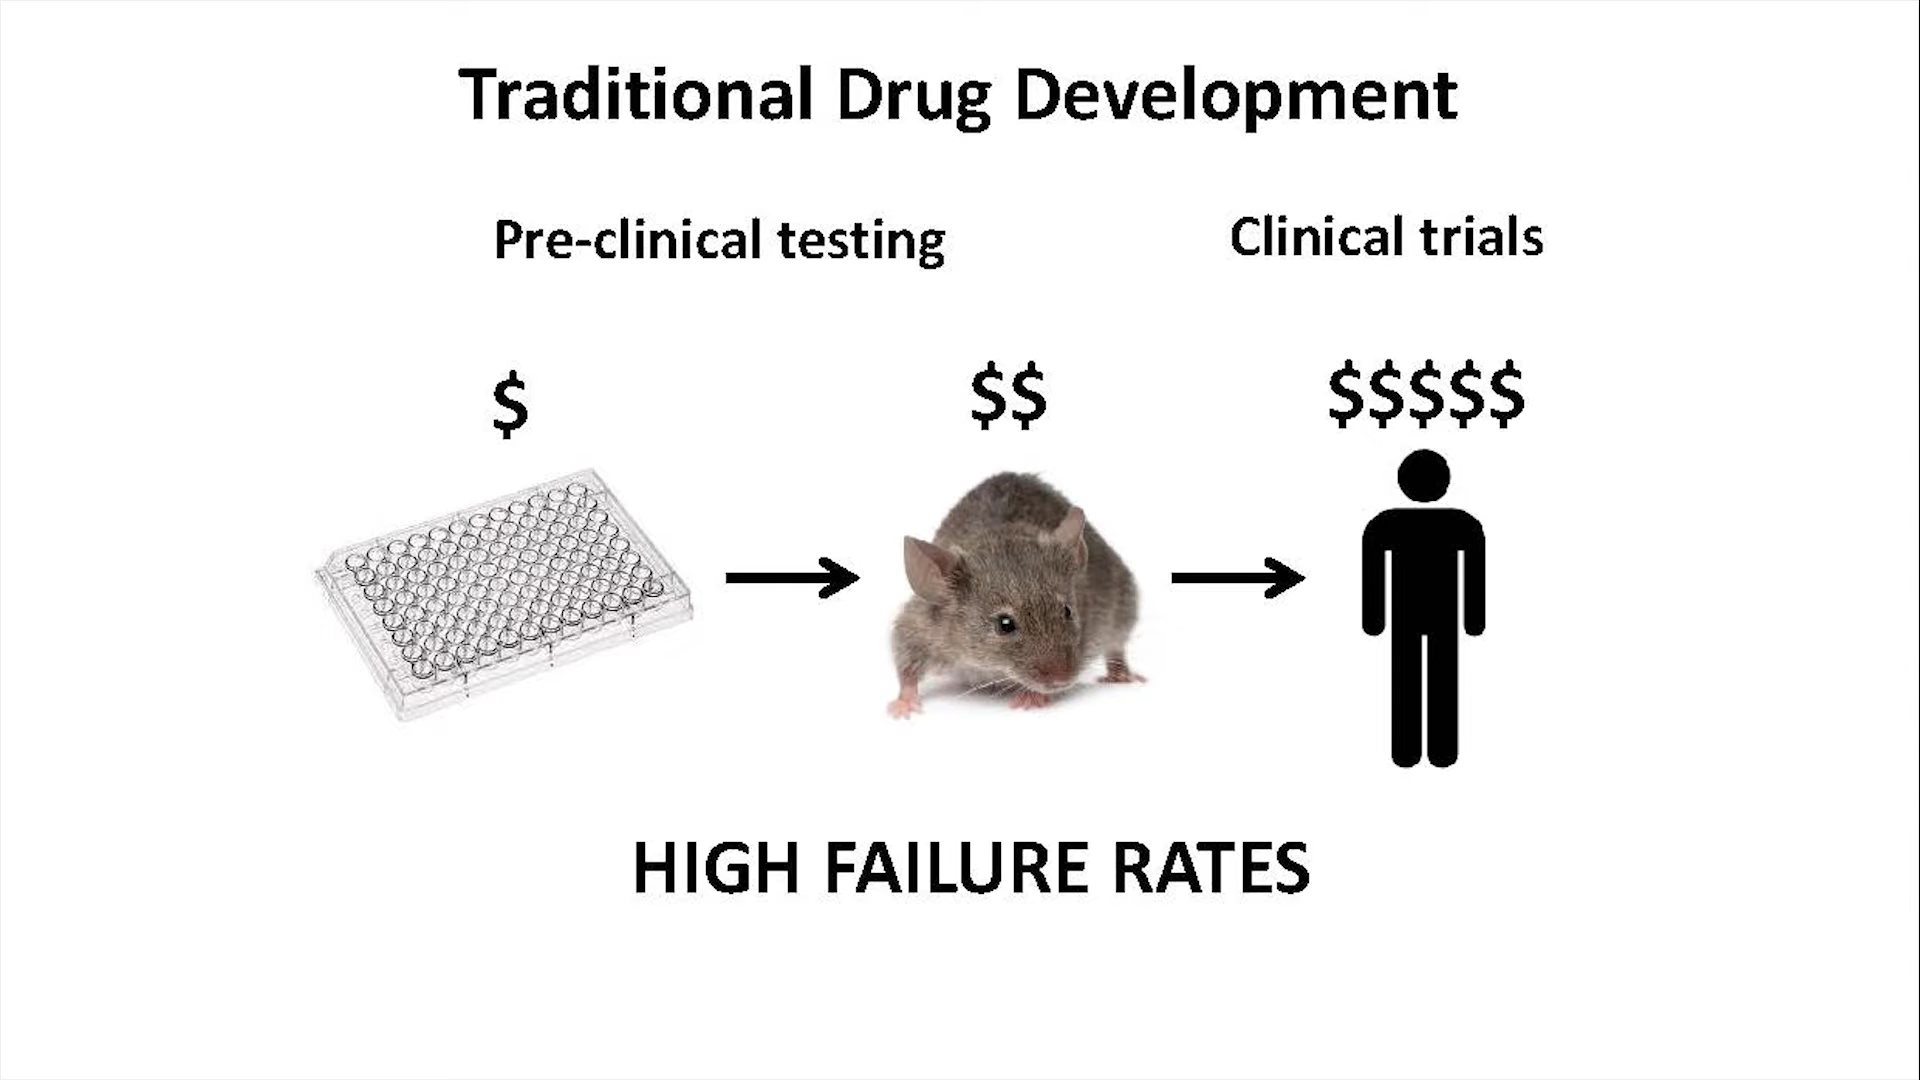 Traditional Drug Development
Pre-clinical testing
Clinical trials
$
$$
$$$$$
HIGH FAILURE RATES